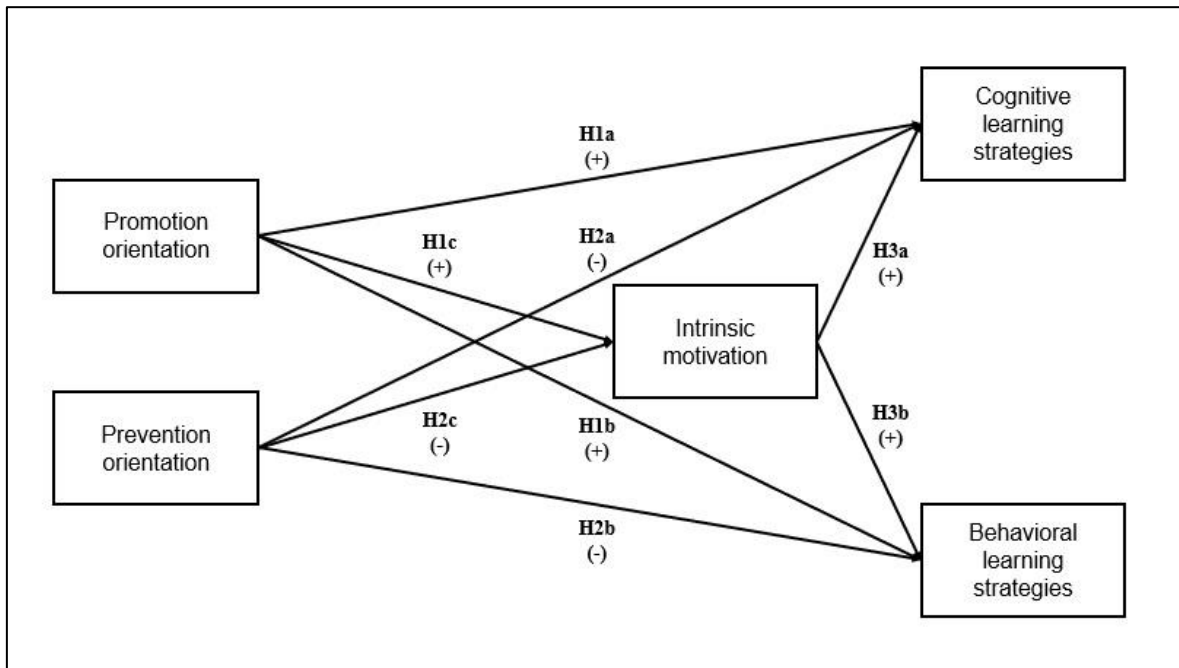 Cognitive
learning
strategies
H1a
(+)
Promotion
orientation
H1c
(+)
H2a
(-)
H3a
(+)
Intrinsic
motivation
Prevention
orientation
H2c
(-)
H1b
(+)
H3b
(+)
H2b
(-)
Behavioral
learning
strategies